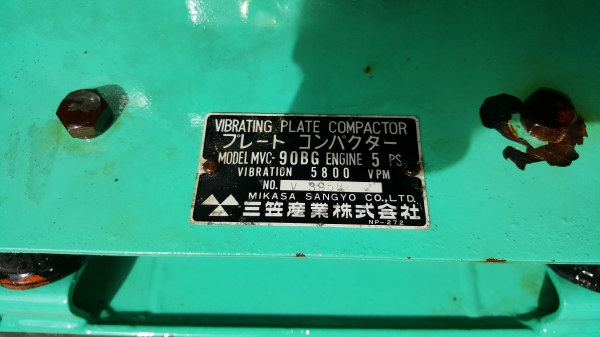 VIBRATING PLATE COMPACTOR
プレート コンパクター
MODEL MVC-90BG ENGINE 5 PS
VIBRATION 5800 VPM
NO. V
MIKASA SANGYO CO., LTD.
三笠産業株式会社
NP-272